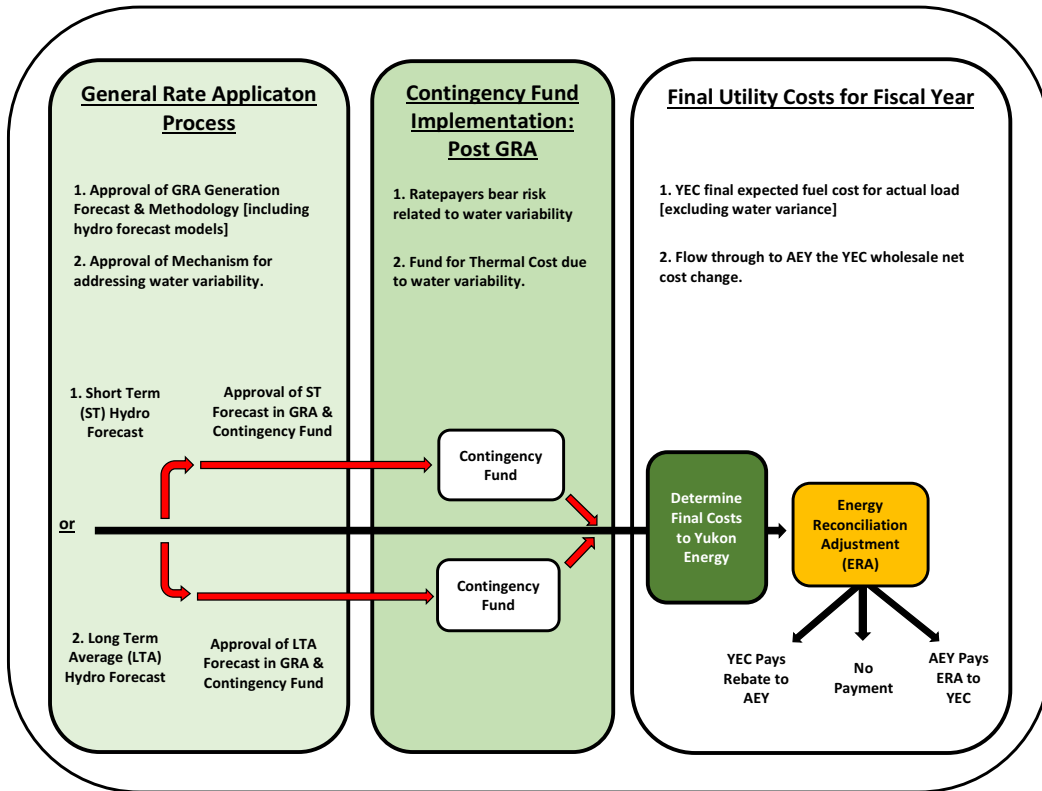 General Rate Applicaton
Process
1. Approval of GRA Generation
Forecast & Methodology [including
hydro forecast models]
2. Approval of Mechanism for
addressing water variability.
1. Short Term
(ST) Hydro
Forecast
Approval of ST
Forecast in GRA &
Contingency Fund
or
2. Long Term
Average (LTA)
Hydro Forecast
Approval of LTA
Forecast in GRA &
Contingency Fund
Contingency Fund
Implementation:
Post GRA
1. Ratepayers bear risk
related to water variability
2. Fund for Thermal Cost due
to water variability.
Contingency
Fund
Contingency
Fund
Final Utility Costs for Fiscal Year
1. YEC final expected fuel cost for actual load
[excluding water variance]
2. Flow through to AEY the YEC wholesale net
cost change.
Determine
Final Costs
to Yukon
Energy
Energy
Reconciliation
Adjustment
(ERA)
YEC Pays
Rebate to
AEY
No
Payment
AEY Pays
ERA to
YEC